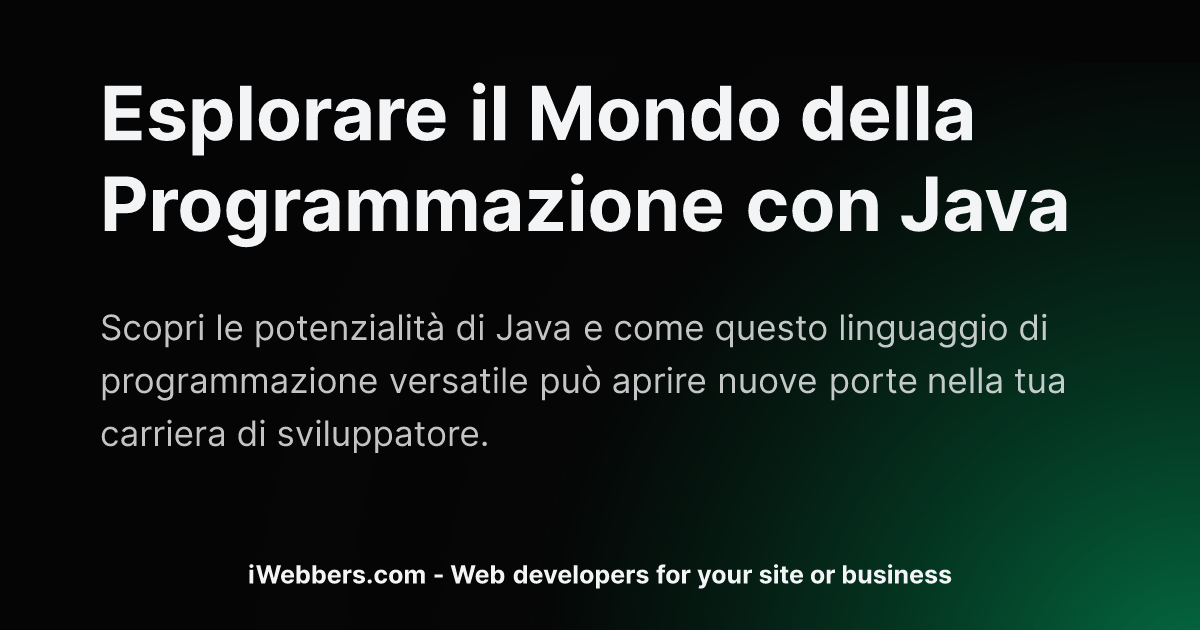 Esplorare il Mondo della
Programmazione con Java
Scopri le potenzialità di Java e come questo linguaggio di
programmazione versatile può aprire nuove porte nella tua
carriera di sviluppatore.
iWebbers.com - Web developers for your site or business